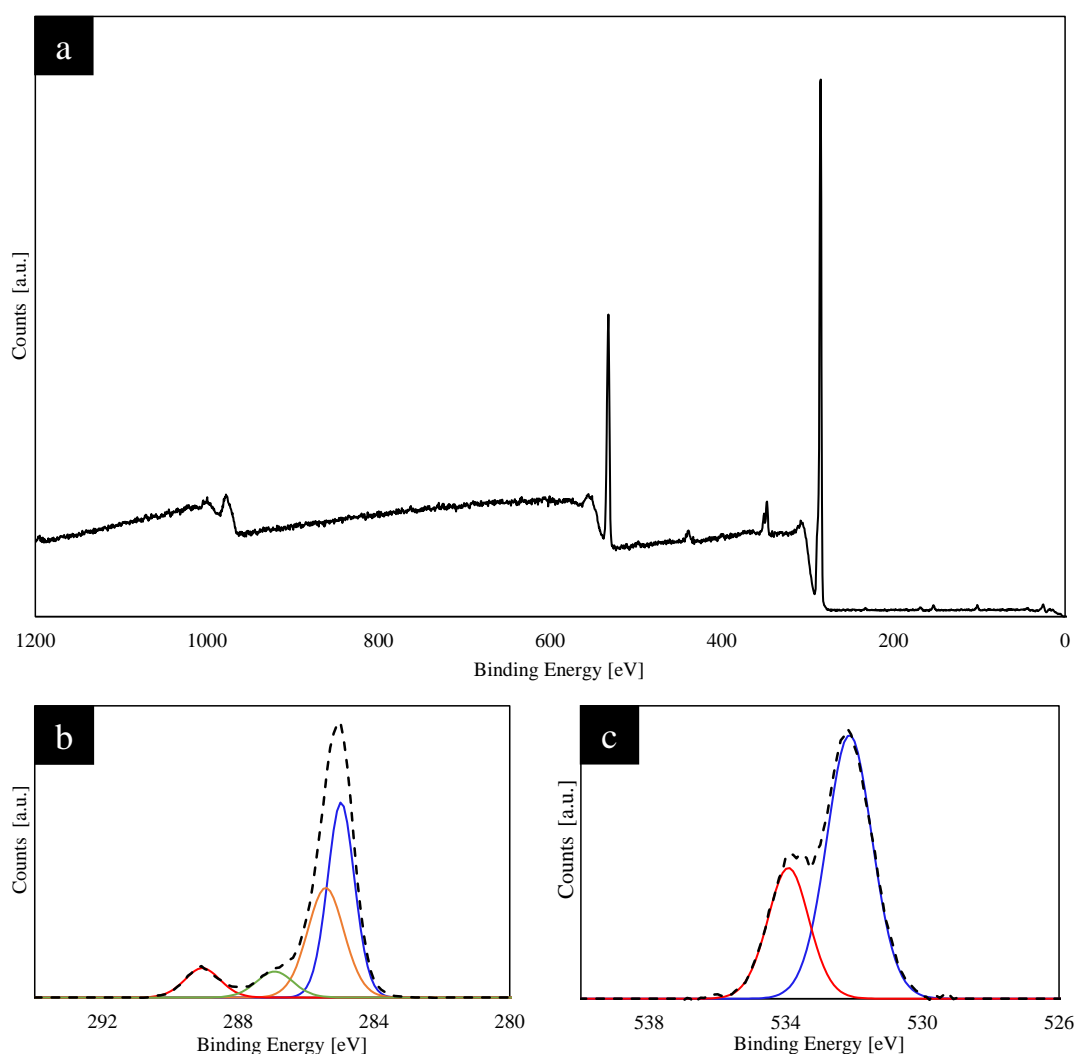 a
Counts [a.u.]
1200 1000 800 600 400 200 0
Binding Energy [eV]
b
Counts [a.u.]
292 288 284 280
Binding Energy [eV]
c
Counts [a.u.]
538 534 530 526
Binding Energy [eV]